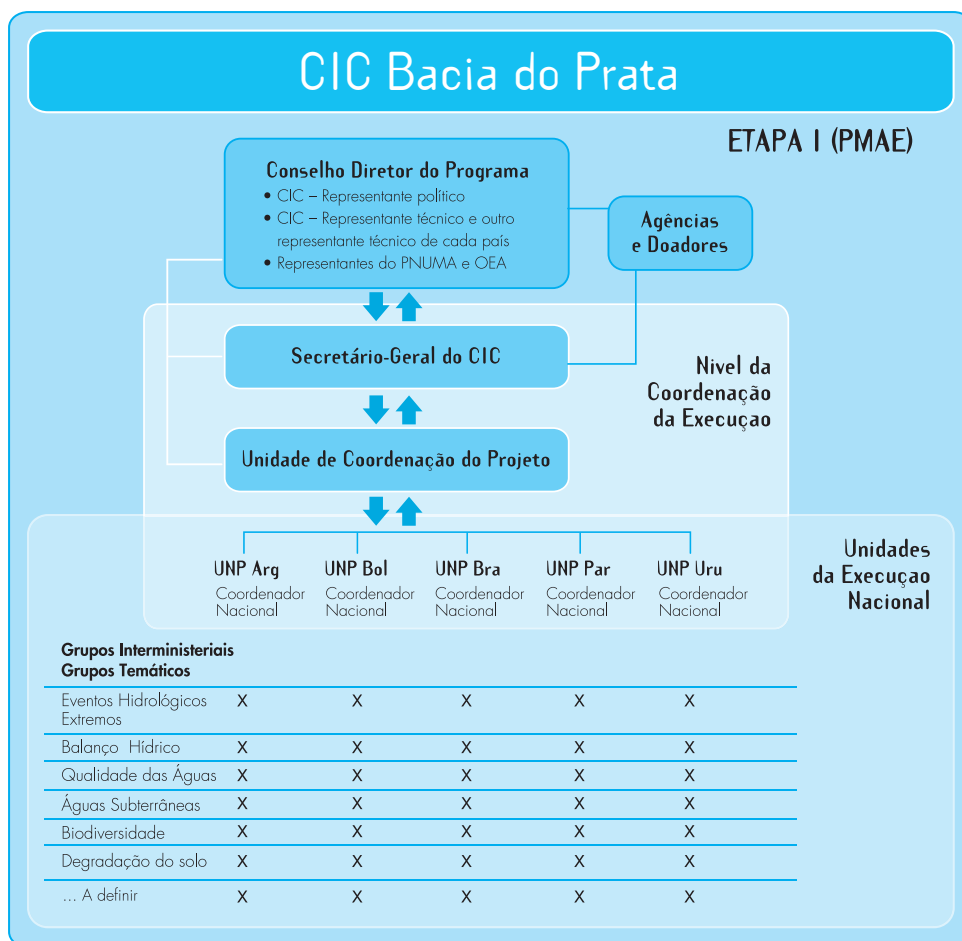 CIC Bacia do Prata
ETAPA I (PMAE)
Conselho Diretor do Programa
• CIC – Representante político
• CIC – Representante técnico e outro
representante técnico de cada país
• Representantes do PNUMA e OEA
Agências
e Doadores
Secretário-Geral do CIC
Nivel da
Coordenação
da Execuçao
Unidade de Coordenação do Projeto
UNP Arg UNP Bol UNP Bra UNP Par UNP Uru
Coordenador Coordenador Coordenador Coordenador Coordenador
Nacional Nacional Nacional Nacional Nacional
Unidades
da Execuçao
Nacional
Grupos Interministeriais
Grupos Temáticos
Eventos Hidrológicos X X X X X
Extremos
Balanço Hídrico X X X X X
Qualidade das Águas X X X X X
Águas Subterrâneas X X X X X
Biodiversidade X X X X X
Degradação do solo X X X X X
... A definir X X X X X